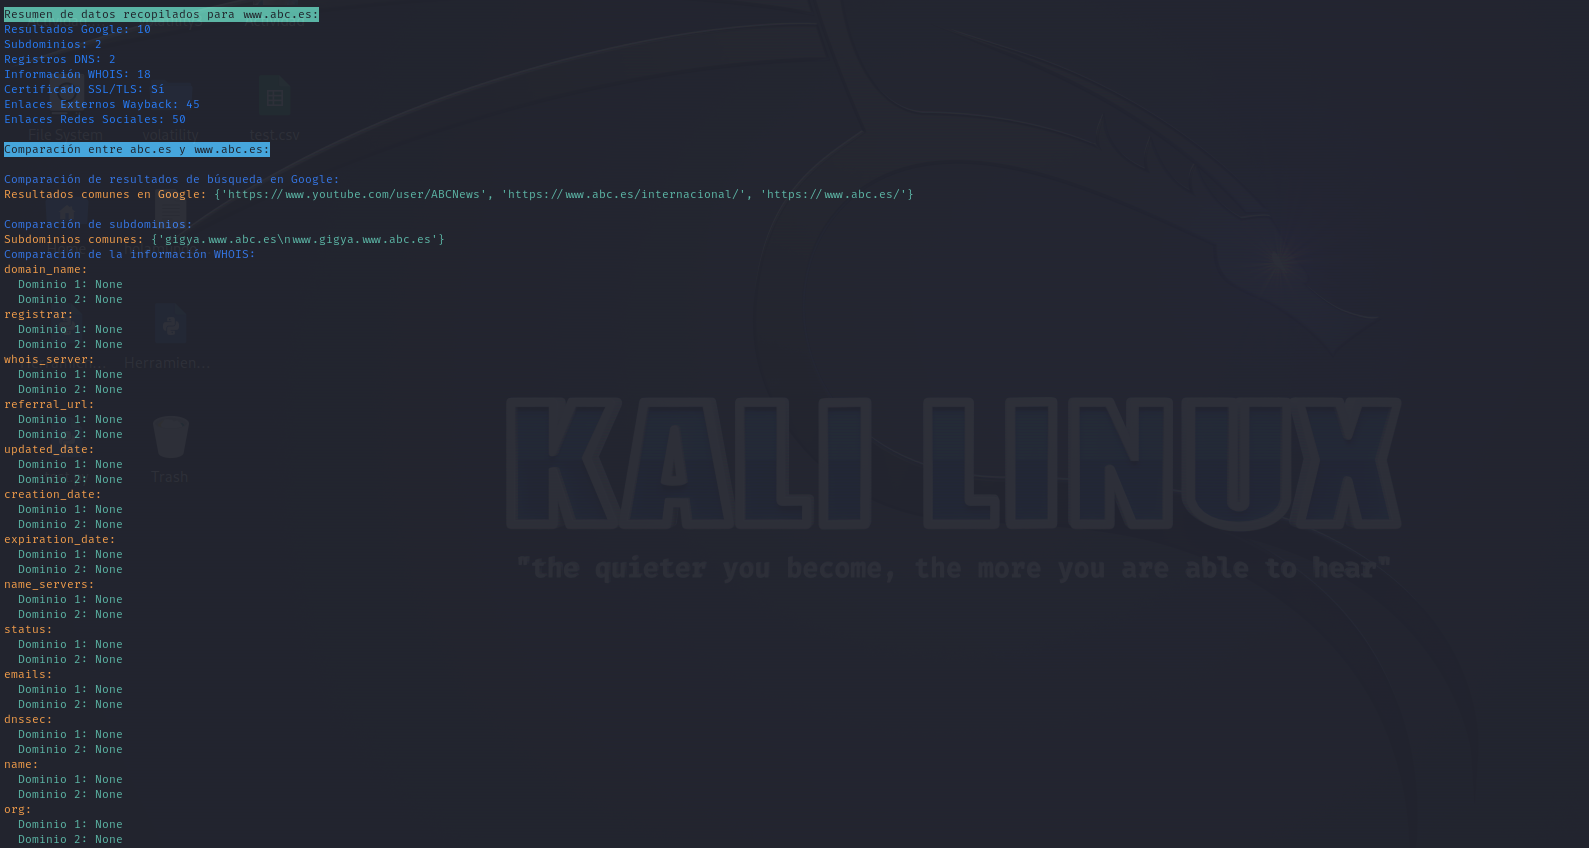 Resumen de datos recopilados para www.abc.es:
Resultados Google: 10
Subdominios: 2
Registros DNS: 2
Información WHOIS: 18
Certificado SSL/TLS: Sí
Enlaces Externos Wayback: 45
Enlaces Redes Sociales: 50
File System
volatility
test.csv
Comparación entre abc.es y www.abc.es:
Comparación de resultados de búsqueda en Google:
Resultados comunes en Google: {'https://www.youtube.com/user/ABCNews', 'https://www.abc.es/internacional/', 'https://www.abc.es/'}
Comparación de subdominios:
Subdominios comunes: {'gigya.www.abc.es\nwww.gigya.www.abc.es'}
Comparación de la información WHOIS:
domain_name:
Dominio 1: None
Dominio 2: None
registrar:
Dominio 1: None
Dominio 2: None
whois_server:
Herramien...
Dominio 1: None
Dominio 2: None
referral_url:
Dominio 1: None
Dominio 2: None
updated_date:
Dominio 1: None
Dominio 2: None
Trash
creation_date:
Dominio 1: None
Dominio 2: None
expiration_date:
Dominio 1: None
Dominio 2: None
name_servers:
Dominio 1: None
Dominio 2: None
status:
Dominio 1: None
Dominio 2: None
emails:
Dominio 1: None
Dominio 2: None
dnssec:
Dominio 1: None
Dominio 2: None
name:
Dominio 1: None
Dominio 2: None
org:
Dominio 1: None
Dominio 2: None
KALI LINUX
"the quieter you become, the more you are able to hear"